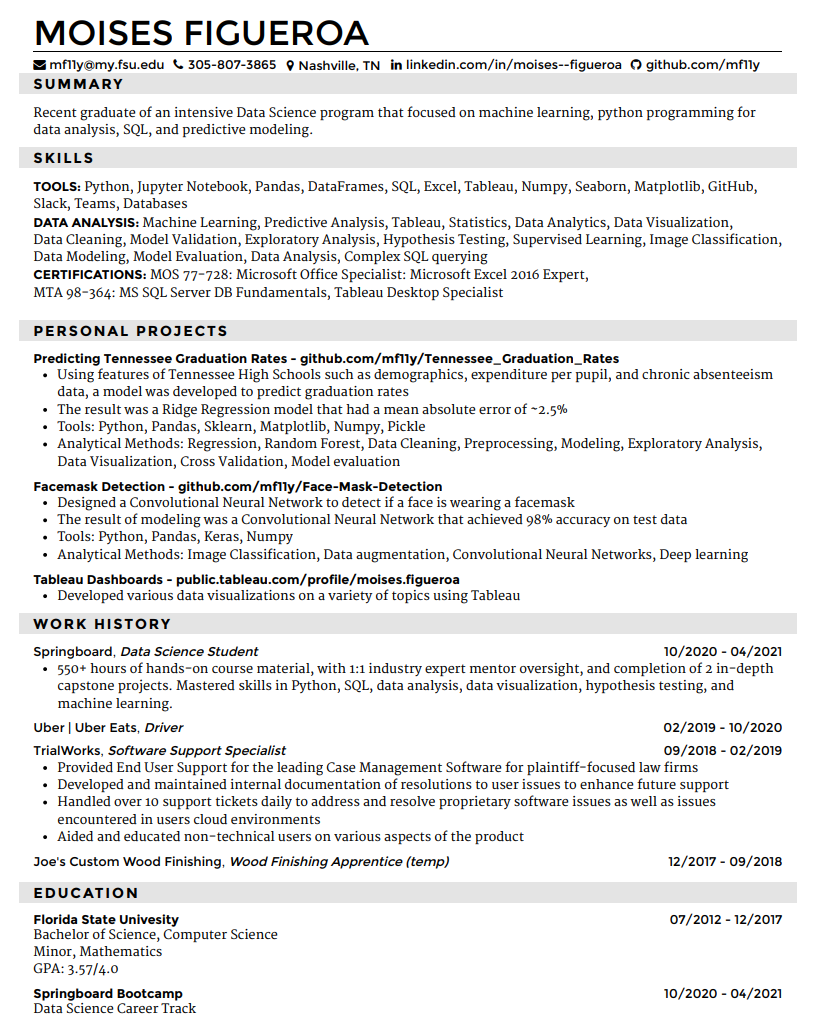 MOISES FIGUEROA
mf11y@my.fsu.edu 305-807-3865 Nashville, TN linkedin.com/in/moises--figueroa github.com/mf11y
SUMMARY
Recent graduate of an intensive Data Science program that focused on machine learning, python programming for
data analysis, SQL, and predictive modeling.
SKILLS
TOOLS: Python, Jupyter Notebook, Pandas, DataFrames, SQL, Excel, Tableau, Numpy, Seaborn, Matplotlib, GitHub,
Slack, Teams, Databases
DATA ANALYSIS: Machine Learning, Predictive Analysis, Tableau, Statistics, Data Analytics, Data Visualization,
Data Cleaning, Model Validation, Exploratory Analysis, Hypothesis Testing, Supervised Learning, Image Classification,
Data Modeling, Model Evaluation, Data Analysis, Complex SQL querying
CERTIFICATIONS: MOS 77-728: Microsoft Office Specialist: Microsoft Excel 2016 Expert,
MTA 98-364: MS SQL Server DB Fundamentals, Tableau Desktop Specialist
PERSONAL PROJECTS
Predicting Tennessee Graduation Rates - github.com/mf11y/Tennessee_Graduation_Rates
• Using features of Tennessee High Schools such as demographics, expenditure per pupil, and chronic absenteeism
data, a model was developed to predict graduation rates
• The result was a Ridge Regression model that had a mean absolute error of ~2.5%
• Tools: Python, Pandas, Sklearn, Matplotlib, Numpy, Pickle
• Analytical Methods: Regression, Random Forest, Data Cleaning, Preprocessing, Modeling, Exploratory Analysis,
Data Visualization, Cross Validation, Model evaluation
Facemask Detection - github.com/mf11y/Face-Mask-Detection
• Designed a Convolutional Neural Network to detect if a face is wearing a facemask
• The result of modeling was a Convolutional Neural Network that achieved 98% accuracy on test data
• Tools: Python, Pandas, Keras, Numpy
• Analytical Methods: Image Classification, Data augmentation, Convolutional Neural Networks, Deep learning
Tableau Dashboards - public.tableau.com/profile/moises.figueroa
• Developed various data visualizations on a variety of topics using Tableau
WORK HISTORY
Springboard, Data Science Student 10/2020 - 04/2021
• 550+ hours of hands-on course material, with 1:1 industry expert mentor oversight, and completion of 2 in-depth
capstone projects. Mastered skills in Python, SQL, data analysis, data visualization, hypothesis testing, and
machine learning.
Uber | Uber Eats, Driver 02/2019 - 10/2020
TrialWorks, Software Support Specialist 09/2018 - 02/2019
• Provided End User Support for the leading Case Management Software for plaintiff-focused law firms
• Developed and maintained internal documentation of resolutions to user issues to enhance future support
• Handled over 10 support tickets daily to address and resolve proprietary software issues as well as issues
encountered in users cloud environments
• Aided and educated non-technical users on various aspects of the product
Joe's Custom Wood Finishing, Wood Finishing Apprentice (temp) 12/2017 - 09/2018
EDUCATION
Florida State Univesity 07/2012 - 12/2017
Bachelor of Science, Computer Science
Minor, Mathematics
GPA: 3.57/4.0
Springboard Bootcamp 10/2020 - 04/2021
Data Science Career Track